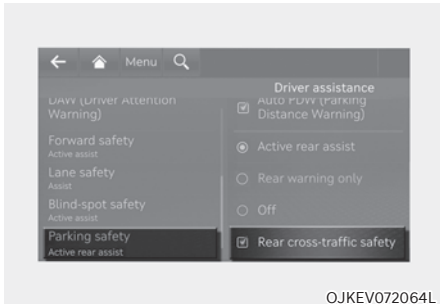 Menu
Driver assistance
DAW (Driver Attention
Warning)
Forward safety
Active assist
Lane safety
Assist
Blind-spot safety
Active assist
Parking safety
Active rear assist
Auto PDW (Parking
Distance Warning)
Active rear assist
Rear warning only
Off
Rear cross-traffic safety
OJKEV072064L